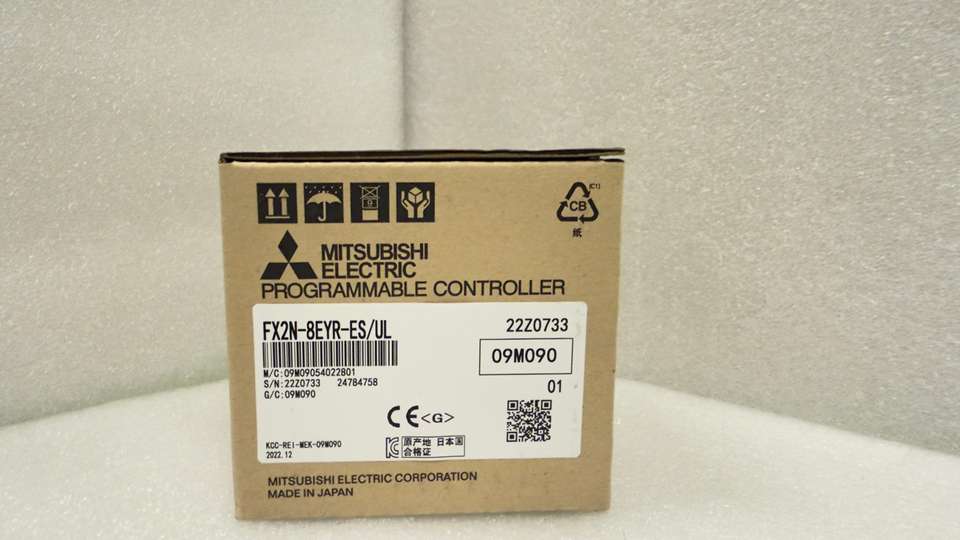 (C1)
CB
纸
MITSUBISHI
ELECTRIC
PROGRAMMABLE CONTROLLER
FX2N-8EYR-ES/UL 22Z0733
09M090
M/C:09M09054022801
S/N:22Z0733 24784758
G/C:09M090
01
CE<G>
KCC-REI-MEK-09M090
2022.12
原产地 日本国
合格证
MITSUBISHI ELECTRIC CORPORATION
MADE IN JAPAN